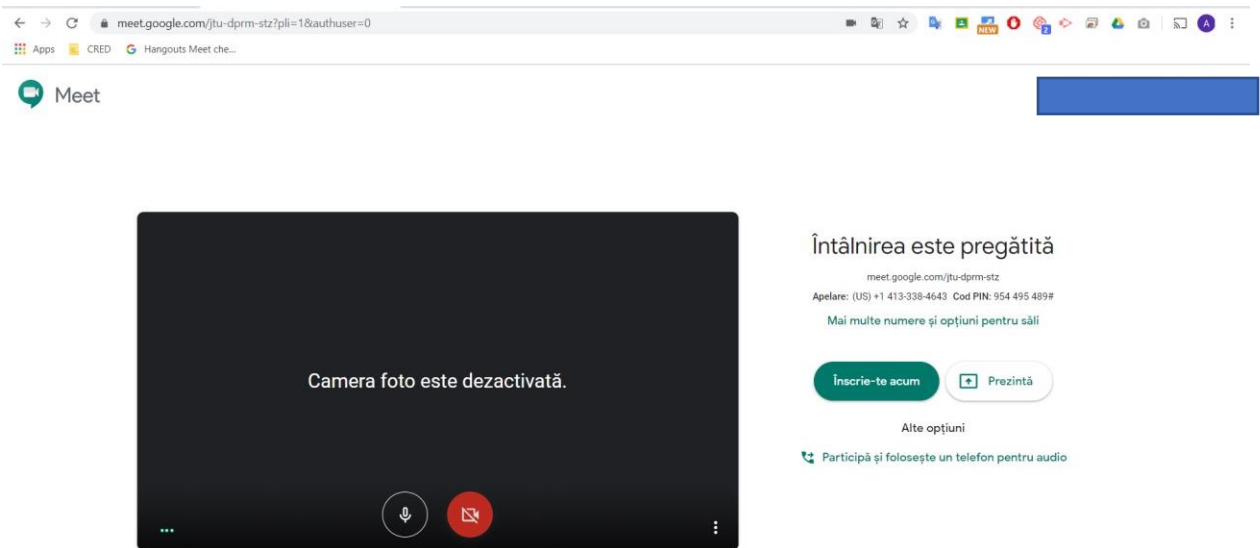 meet.google.com/jtu-dprm-stz?pli=1&authuser=0
NEW
2
A
Apps
CRED
G Hangouts Meet che...
Meet
Întâlnirea este pregătită
meet.google.com/jtu-dprm-stz
Apelare: (US) +1 413-338-4643 Cod PIN: 954 495 489#
Mai multe numere și opțiuni pentru săli
Camera foto este dezactivată.
Înscrie-te acum
Prezintă
Alte opțiuni
Participă și folosește un telefon pentru audio